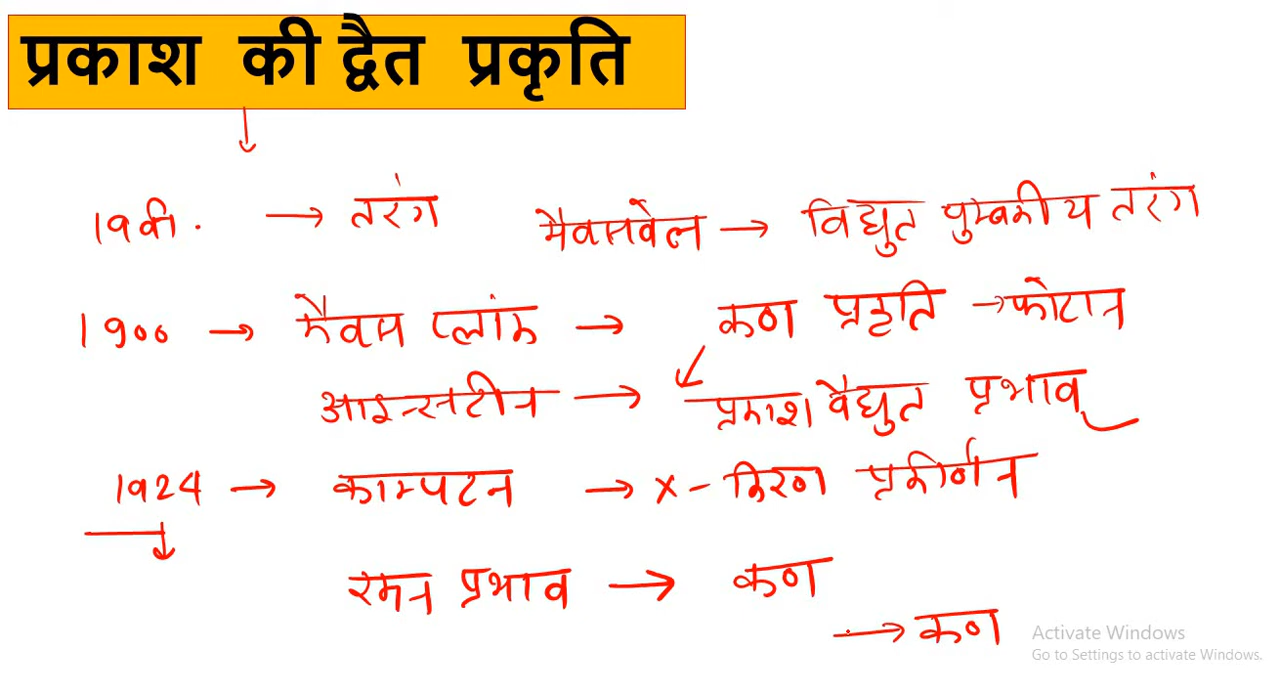 प्रकाश की द्वैत प्रकृति
19वी. → तरंग मैक्सवेल → विद्युत चुम्बकीय तरंग
1900 → मैक्स प्लांक → कण प्रकृति → फोटान
आइन्सटीन → प्रकाश वैद्युत प्रभाव
1924 → काम्पटन → X - किरण प्रकीर्णन
रमन प्रभाव → कण
→ कण
Activate Windows
Go to Settings to activate Windows.